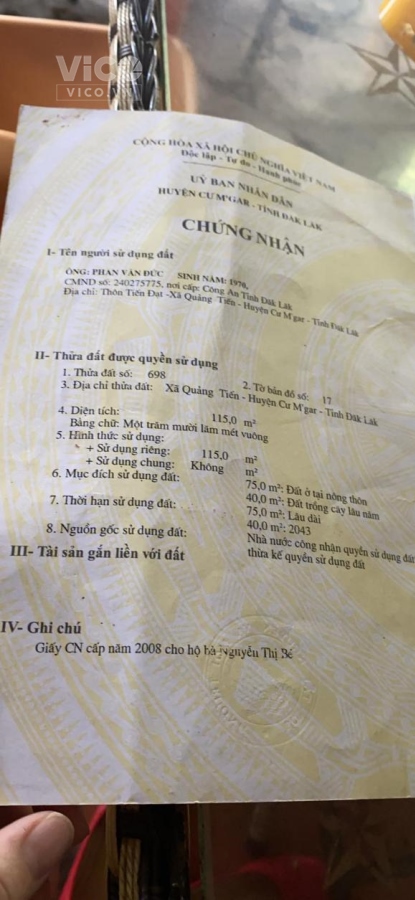 Vico
VICO
CỘNG HÒA XÃ HỘI CHỦ NGHĨA VIỆT NAM
Độc lập - Tự do - Hạnh phúc
UỶ BAN NHÂN DÂN
HUYỆN CƯ M'GAR - TỈNH ĐĂK LĂK
CHỨNG NHẬN
I- Tên người sử dụng đất
ÔNG: PHAN VĂN ĐỨC SINH NĂM: 1970,
CMND số: 240275775, nơi cấp: Công An Tỉnh Đăk Lăk
Địa chỉ: Thôn Tiến Đạt -Xã Quảng Tiến - Huyện Cư M'gar - Tỉnh Đăk Lăk
II- Thửa đất được quyền sử dụng
1. Thửa đất số: 698
2. Tờ bản đồ số: 17
3. Địa chỉ thửa đất: Xã Quảng Tiến - Huyện Cư M'gar - Tỉnh Đăk Lăk
4. Diện tích: 115,0 m²
Bằng chữ: Một trăm mười lăm mét vuông
5. Hình thức sử dụng:
+ Sử dụng riêng: 115,0 m²
+ Sử dụng chung: Không m²
6. Mục đích sử dụng đất: 75,0 m²: Đất ở tại nông thôn
40,0 m²: Đất trồng cây lâu năm
7. Thời hạn sử dụng đất: 75,0 m²: Lâu dài
40,0 m²: 2043
8. Nguồn gốc sử dụng đất: Nhà nước công nhận quyền sử dụng đất
thừa kế quyền sử dụng đất
III- Tài sản gắn liền với đất
IV- Ghi chú
Giấy CN cấp năm 2008 cho hộ bà Nguyễn Thị Bé